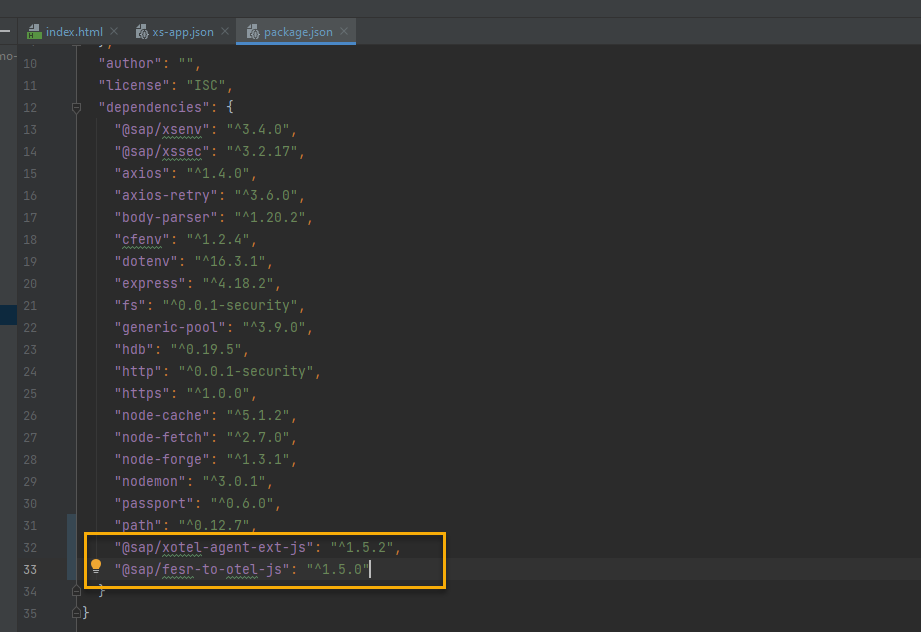 index.html xs-app.json package.json
10 "author": "",
11 "license": "ISC",
12 "dependencies": {
13 "@sap/xsenv": "^3.4.0",
14 "@sap/xssec": "^3.2.17",
15 "axios": "^1.4.0",
16 "axios-retry": "^3.6.0",
17 "body-parser": "^1.20.2",
18 "cfenv": "^1.2.4",
19 "dotenv": "^16.3.1",
20 "express": "^4.18.2",
21 "fs": "^0.0.1-security",
22 "generic-pool": "^3.9.0",
23 "hdb": "^0.19.5",
24 "http": "^0.0.1-security",
25 "https": "^1.0.0",
26 "node-cache": "^5.1.2",
27 "node-fetch": "^2.7.0",
28 "node-forge": "^1.3.1",
29 "nodemon": "^3.0.1",
30 "passport": "^0.6.0",
31 "path": "^0.12.7",
32 "@sap/xotel-agent-ext-js": "^1.5.2",
33 "@sap/fesr-to-otel-js": "^1.5.0"
34 }
35 }